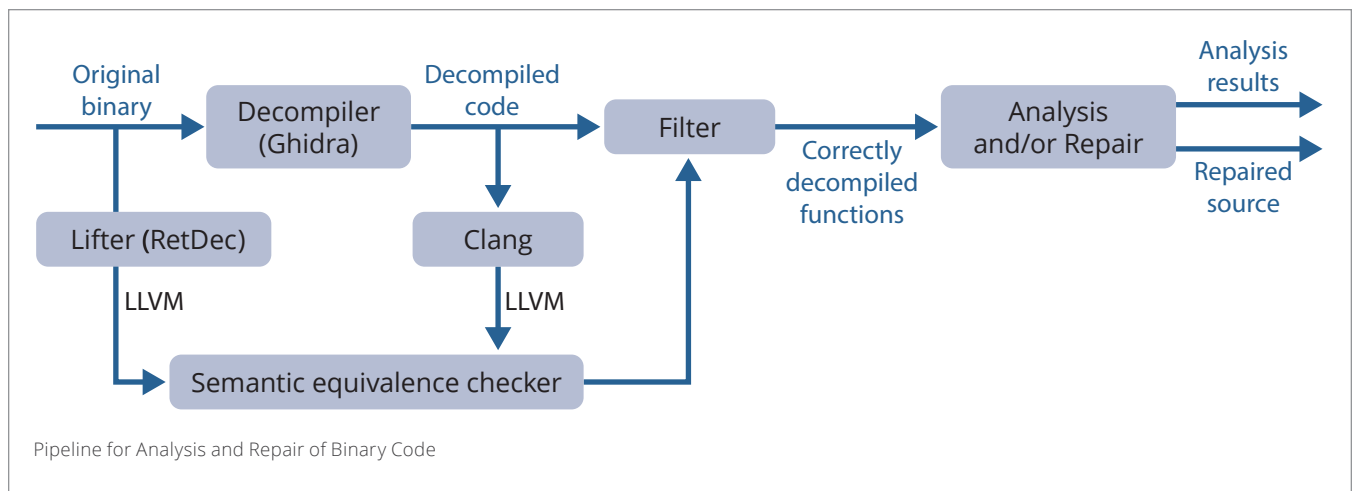 Original
binary
Decompiler
(Ghidra)
Decompiled
code
Filter
Correctly
decompiled
functions
Analysis
and/or Repair
Analysis
results
Repaired
source
Lifter (RetDec)
LLVM
Clang
LLVM
Semantic equivalence checker
Pipeline for Analysis and Repair of Binary Code